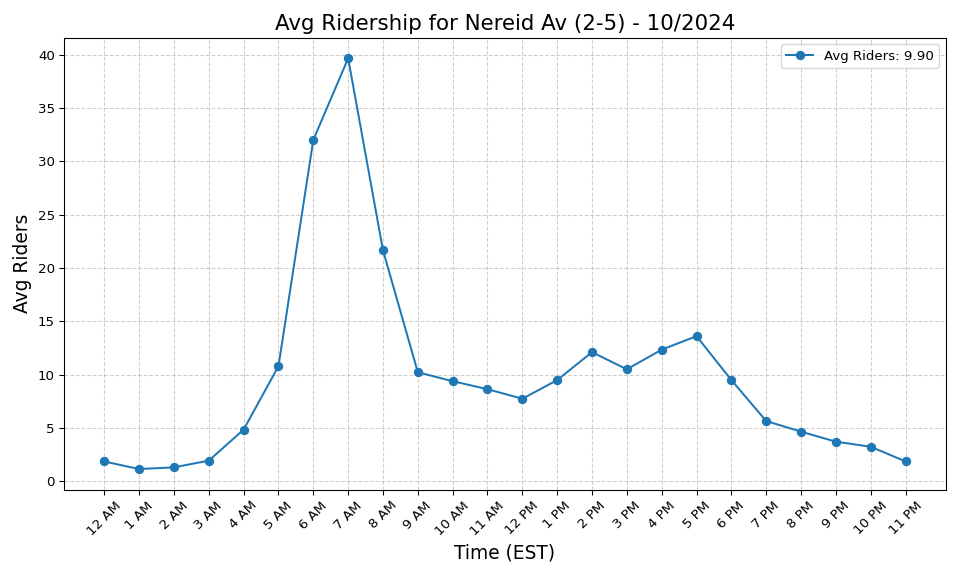 Avg Ridership for Nereid Av (2-5) - 10/2024
Avg Riders: 9.90
Avg Riders
40
35
30
25
20
15
10
5
0
12 AM
1 AM
2 AM
3 AM
4 AM
5 AM
6 AM
7 AM
8 AM
9 AM
10 AM
11 AM
12 PM
1 PM
2 PM
3 PM
4 PM
5 PM
6 PM
7 PM
8 PM
9 PM
10 PM
11 PM
Time (EST)